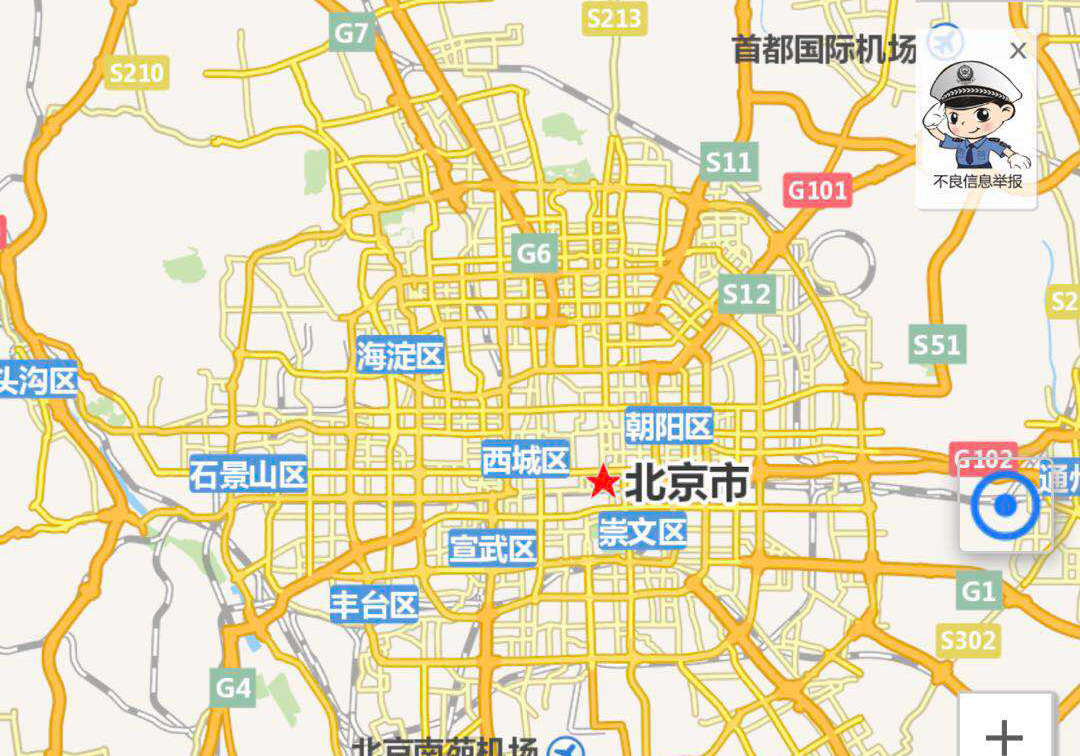 S213
G7
首都国际机场
S210
S11
不良信息举报
G101
G6
S12
S2
S51
海淀区
头沟区
朝阳区
西城区
G102
石景山区
北京市
通州
崇文区
宣武区
G1
丰台区
S302
G4
北京南苑机场